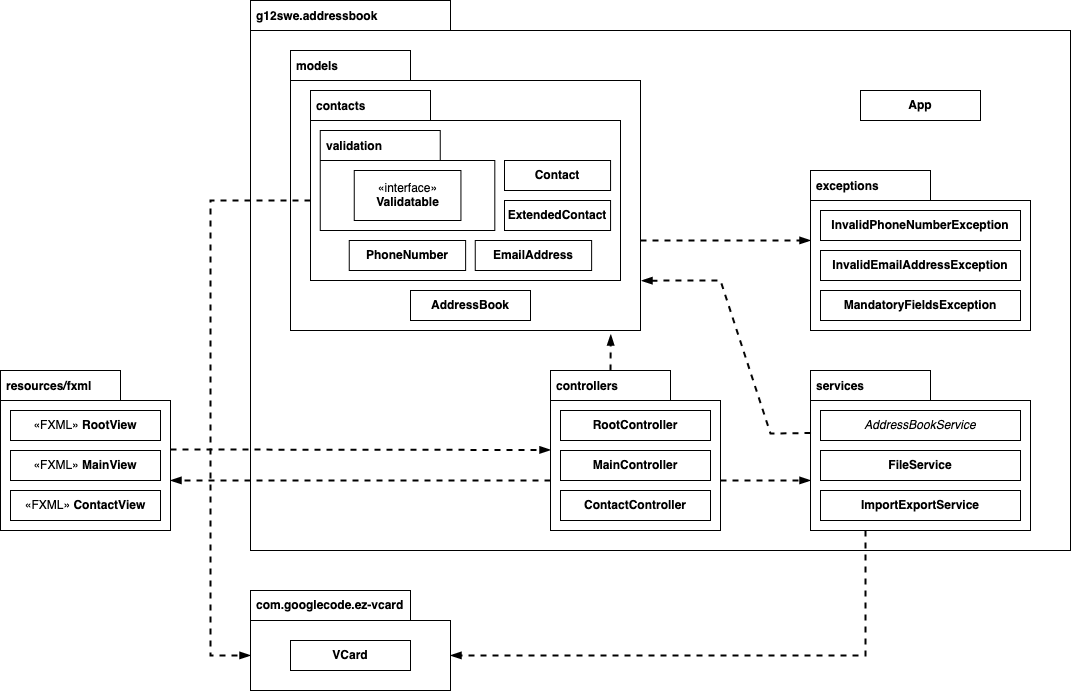 g12swe.addressbook
models
contacts
validation
«interface»
Validatable
Contact
ExtendedContact
PhoneNumber
EmailAddress
AddressBook
App
exceptions
InvalidPhoneNumberException
InvalidEmailAddressException
MandatoryFieldsException
resources/fxml
«FXML» RootView
«FXML» MainView
«FXML» ContactView
controllers
RootController
MainController
ContactController
services
AddressBookService
FileService
ImportExportService
com.googlecode.ez-vcard
VCard